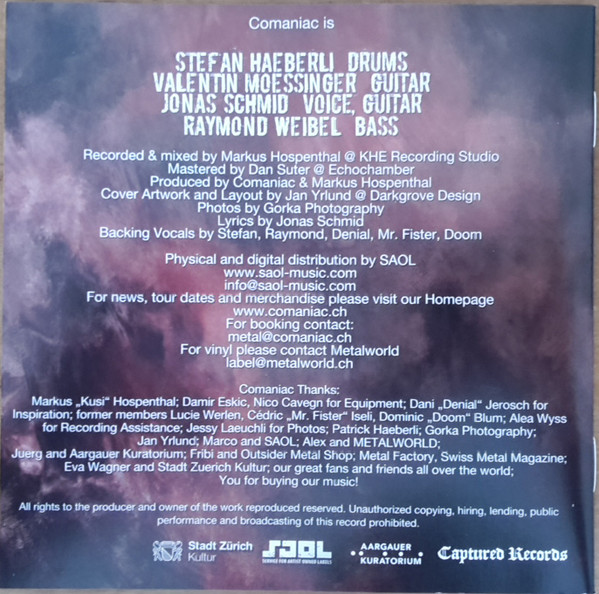 Comaniac is
STEFAN HAEBERLI DRUMS
VALENTIN MOESSINGER GUITAR
JONAS SCHMID VOICE, GUITAR
RAYMOND WEIBEL BASS
Recorded & mixed by Markus Hospenthal @ KHE Recording Studio
Mastered by Dan Suter @ Echochamber
Produced by Comaniac & Markus Hospenthal
Cover Artwork and Layout by Jan Yrlund @ Darkgrove Design
Photos by Gorka Photography
Lyrics by Jonas Schmid
Backing Vocals by Stefan, Raymond, Denial, Mr. Fister, Doom
Physical and digital distribution by SAOL
www.saol-music.com
info@saol-music.com
For news, tour dates and merchandise please visit our Homepage
www.comaniac.ch
For booking contact:
metal@comaniac.ch
For vinyl please contact Metalworld
label@metalworld.ch
Comaniac Thanks:
Markus „Kusi“ Hospenthal; Damir Eskic, Nico Cavegn for Equipment; Dani „Denial“ Jerosch for
Inspiration; former members Lucie Werlen, Cédric „Mr. Fister“ Iseli, Dominic „Doom“ Blum; Alea Wyss
for Recording Assistance; Jessy Laeuchli for Photos; Patrick Haeberli; Gorka Photography;
Jan Yrlund; Marco and SAOL; Alex and METALWORLD;
Juerg and Aargauer Kuratorium; Fribi and Outsider Metal Shop; Metal Factory, Swiss Metal Magazine;
Eva Wagner and Stadt Zuerich Kultur; our great fans and friends all over the world;
You for buying our music!
All rights to the producer and owner of the work reproduced reserved. Unauthorized copying, hiring, lending, public
performance and broadcasting of this record prohibited.
Stadt Zürich
Kultur
SAOL
SERVICE FOR ARTIST OWNED LABELS
AARGAUER
KURATORIUM
Captured Records